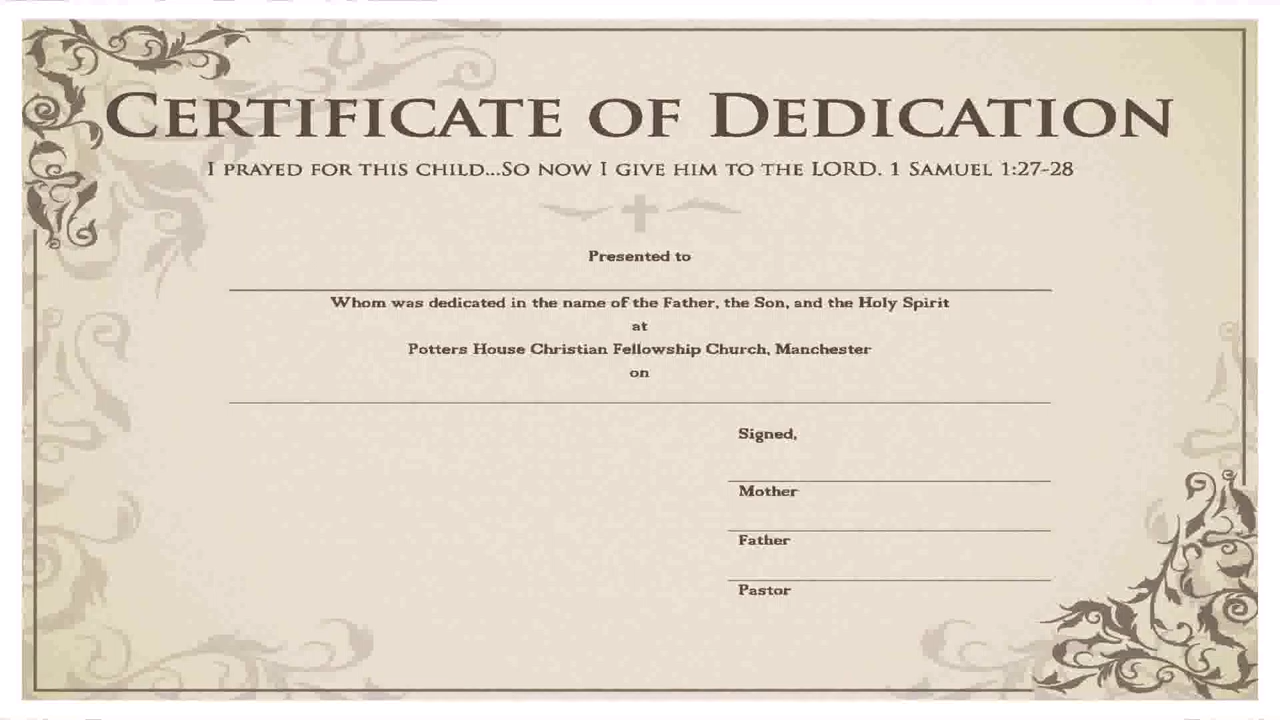 Certificate of Dedication
I prayed for this child...So now I give him to the LORD. 1 Samuel 1:27-28
Presented to
Whom was dedicated in the name of the Father, the Son, and the Holy Spirit
at
Potters House Christian Fellowship Church, Manchester
on
Signed,
Mother
Father
Pastor